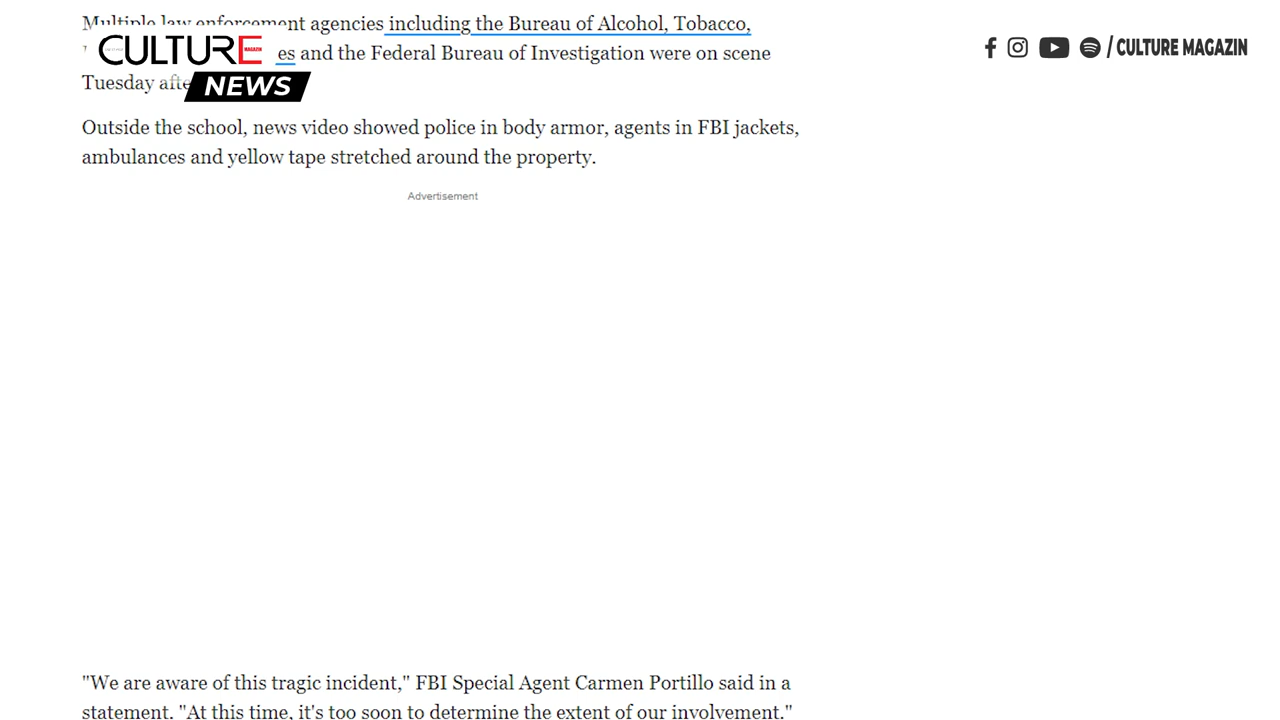 Multiple law enforcement agencies including the Bureau of Alcohol, Tobacco,
es and the Federal Bureau of Investigation were on scene
Tuesday afte
CULTURE
MAGAZIN
NEWS
/ CULTURE MAGAZIN
Outside the school, news video showed police in body armor, agents in FBI jackets,
ambulances and yellow tape stretched around the property.
Advertisement
"We are aware of this tragic incident," FBI Special Agent Carmen Portillo said in a
statement. "At this time, it's too soon to determine the extent of our involvement."